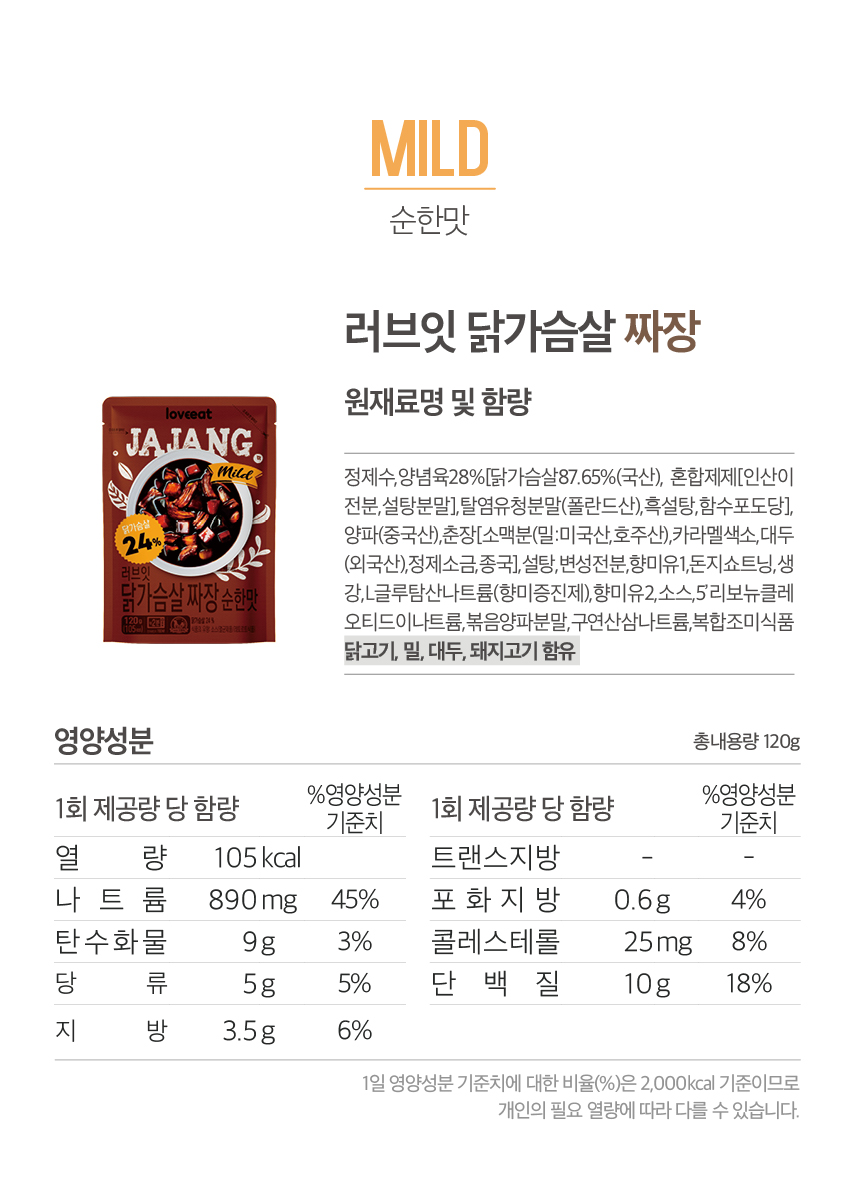 MILD
순한맛
러브잇 닭가슴살 짜장
원재료명 및 함량
loveeat
JAJANG
Mild
닭가슴살
24%
러브잇
닭가슴살 짜장 순한맛
120g
105kcal
정제수,양념육28%[닭가슴살87.65%(국산), 혼합제제[인산이
전분,설탕분말],탈염유청분말(폴란드산),흑설탕,함수포도당],
양파(중국산),춘장[소맥분(밀:미국산,호주산),카라멜색소,대두
(외국산),정제소금,종국],설탕,변성전분,향미유1,돈지쇼트닝,생
강,L글루탐산나트륨(향미증진제),향미유2,소스,5'리보뉴클레
오티드이나트륨,볶음양파분말,구연산삼나트륨,복합조미식품
닭고기, 밀, 대두, 돼지고기 함유
영양성분
총내용량 120g
1회 제공량 당 함량 %영양성분 기준치
열 량 105 kcal
나 트 륨 890 mg 45%
탄수화물 9 g 3%
당 류 5 g 5%
지 방 3.5 g 6%
1회 제공량 당 함량 %영양성분 기준치
트랜스지방 - -
포화지방 0.6 g 4%
콜레스테롤 25 mg 8%
단 백 질 10 g 18%
1일 영양성분 기준치에 대한 비율(%)은 2,000kcal 기준이므로
개인의 필요 열량에 따라 다를 수 있습니다.